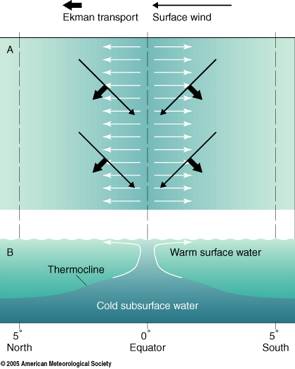 Ekman transport
Surface wind
A
B
Warm surface water
Thermocline
Cold subsurface water
5°
0°
5°
North
Equator
South
© 2005 American Meteorological Society